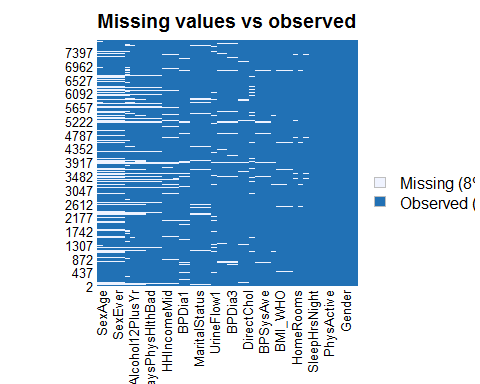 Missing values vs observed
7397
6962
6527
6092
5657
5222
4787
4352
3917
3482
3047
2612
2177
1742
1307
872
437
2
Missing (8%
Observed (
SexAge
SexEver
Alcohol12PlusYr
aysPhysHlthBad
HHIncomeMid
BPDia1
MaritalStatus
UrineFlow1
BPDia3
DirectChol
BPSysAve
BMI_WHO
HomeRooms
SleepHrsNight
PhysActive
Gender